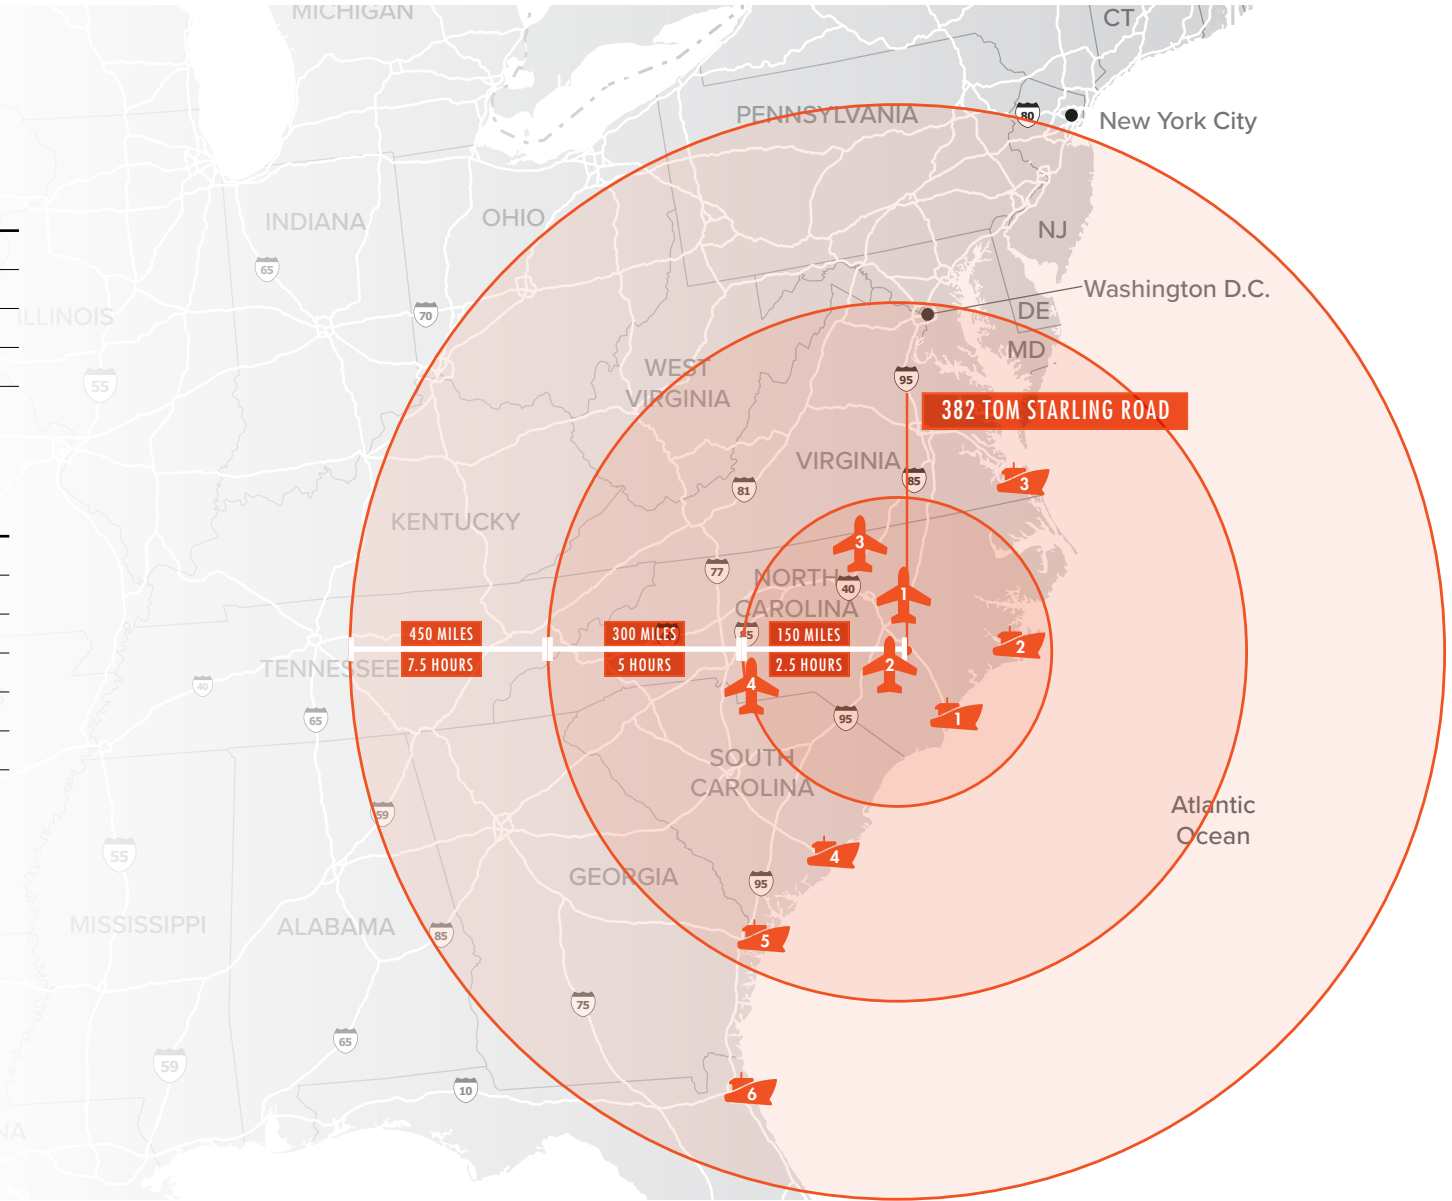 MICHIGAN
CT
PENNSYLVANIA
80
New York City
INDIANA
OHIO
NJ
65
Washington D.C.
ILLINOIS
70
DE
MD
55
WEST
VIRGINIA
95
382 TOM STARLING ROAD
VIRGINIA
85
3
81
KENTUCKY
3
77
NORTH
CAROLINA
40
1
450 MILES
7.5 HOURS
300 MILES
5 HOURS
85
150 MILES
2.5 HOURS
2
2
TENNESSEE
40
4
65
95
1
SOUTH
CAROLINA
59
Atlantic
Ocean
55
4
GEORGIA
95
MISSISSIPPI
ALABAMA
85
5
75
65
59
10
6
NA